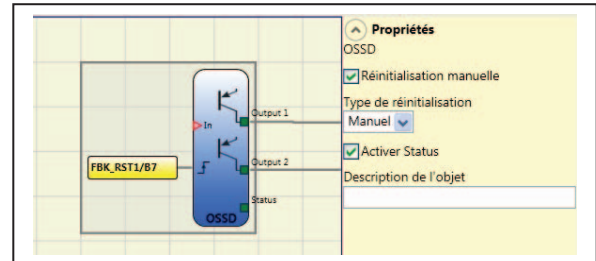 In
Output 1
Output 2
FBK_RST1/B7
Status
OSSD
Propriétés
OSSD
Réinitialisation manuelle
Type de réinitialisation
Manuel
Activer Status
Description de l'objet